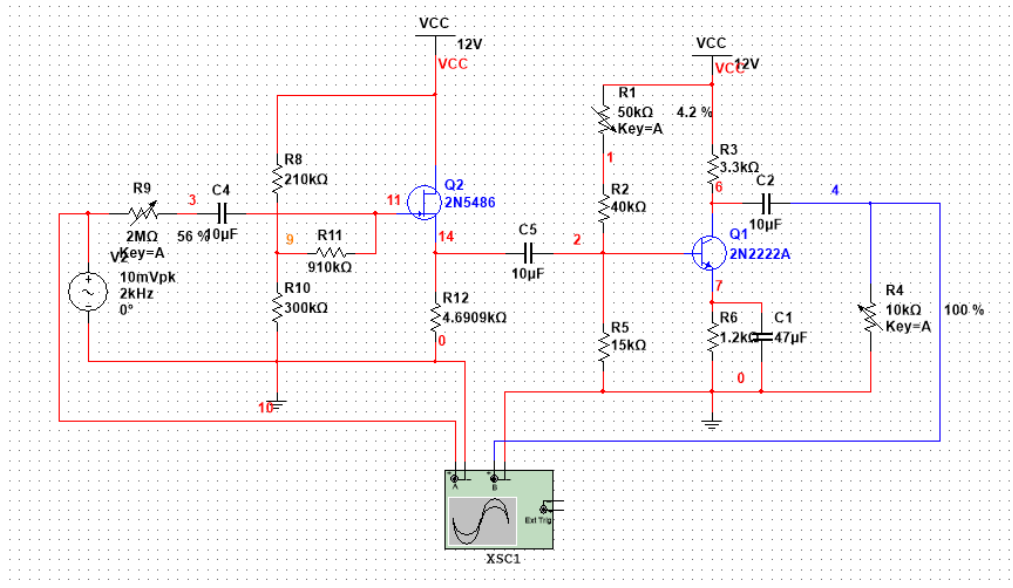 VCC
12V
VCC
VCC
12V
VCC
R1
50kΩ
4.2 %
Key=A
1
R8
210kΩ
R3
3.3kΩ
6
C2
10μF
4
R9
2MΩ
Key=A
56 %
3
C4
10μF
11
Q2
2N5486
R2
40kΩ
14
C5
10μF
2
Q1
2N2222A
9
R11
910kΩ
V2
10mVpk
2kHz
0°
R10
300kΩ
R12
4.6909kΩ
0
7
R5
15kΩ
R6
1.2kΩ
C1
47μF
0
R4
10kΩ
Key=A
100 %
10
A
B
Ext Trig
XSC1